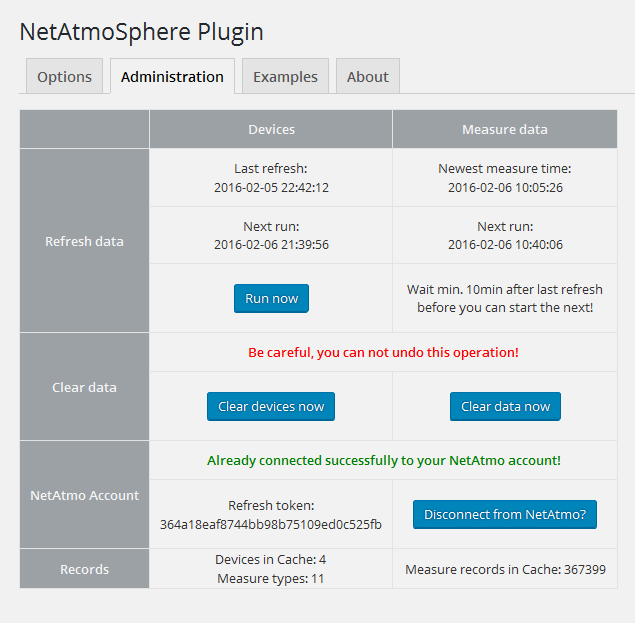 NetAtmoSphere Plugin
Options Administration Examples About
Devices Measure data
Refresh data
Last refresh:
2016-02-05 22:42:12
Newest measure time:
2016-02-06 10:05:26
Next run:
2016-02-06 21:39:56
Next run:
2016-02-06 10:40:06
Run now
Wait min. 10min after last refresh
before you can start the next!
Clear data
Be careful, you can not undo this operation!
Clear devices now
Clear data now
NetAtmo Account
Already connected successfully to your NetAtmo account!
Refresh token:
364a18eaf8744bb98b75109ed0c525fb
Disconnect from NetAtmo?
Records
Devices in Cache: 4
Measure types: 11
Measure records in Cache: 367399